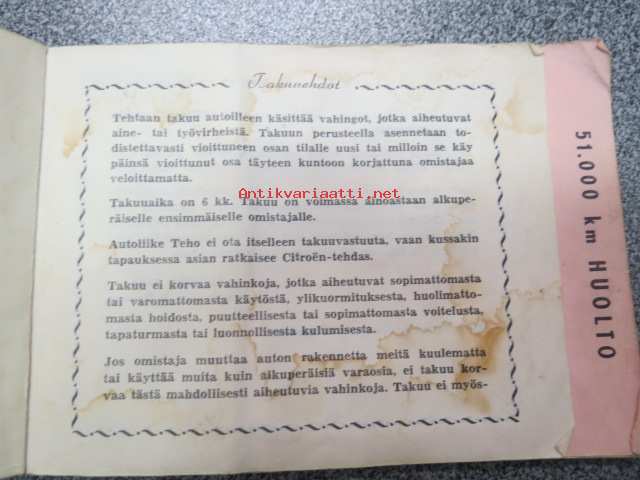 Takuuehdot
Tehtaan takuu autoilleen käsittää vahingot, jotka aiheutuvat
aine- tai työvirheistä. Takuun perusteella asennetaan to-
distettavasti vioittuneen osan tilalle uusi tai milloin se käy
päinsä vioittunut osa täyteen kuntoon korjattuna omistajaa
veloittamatta.
Antikvariaatti.net
Takuuaika on 6 kk. Takuu on voimassa ainoastaan alkupe-
räiselle ensimmäiselle omistajalle.
Autoliike Teho ei ota itselleen takuuvastuuta, vaan kussakin
tapauksessa asian ratkaisee Citroën-tehdas.
Takuu ei korvaa vahinkoja, jotka aiheutuvat sopimattomasta
tai varomattomasta käytöstä, ylikuormituksesta, huolimatto-
masta hoidosta, puutteellisesta tai sopimattomasta voitelusta,
tapaturmasta tai luonnollisesta kulumisesta.
Jos omistaja muuttaa auton rakennetta meitä kuulematta
tai käyttää muita kuin alkuperäisiä varaosia, ei takuu kor-
vaa tästä mahdollisesti aiheutuvia vahinkoja. Takuu ei myös-
51.000 km HUOLTO